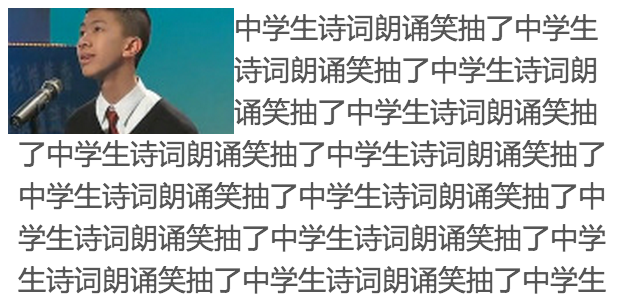 中学生诗词朗诵笑抽了中学生
诗词朗诵笑抽了中学生诗词朗
诵笑抽了中学生诗词朗诵笑抽
了中学生诗词朗诵笑抽了中学生诗词朗诵笑抽了
中学生诗词朗诵笑抽了中学生诗词朗诵笑抽了中
学生诗词朗诵笑抽了中学生诗词朗诵笑抽了中学
生诗词朗诵笑抽了中学生诗词朗诵笑抽了中学生